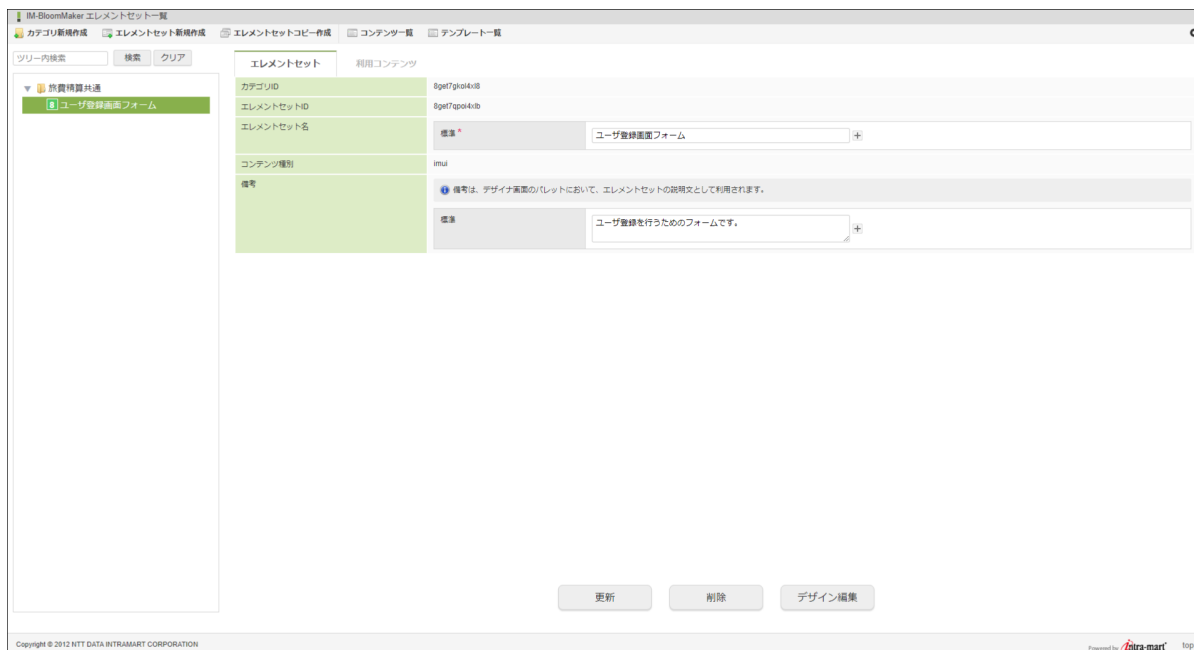 IM-BloomMaker エレメントセット一覧
カテゴリ新規作成 エレメントセット新規作成 エレメントセットコピー作成 コンテンツ一覧 テンプレート一覧
ツリー内検索 検索 クリア
エレメントセット 利用コンテンツ
旅費精算共通
8 ユーザ登録画面フォーム
カテゴリID 8get7gkol4xl8
エレメントセットID 8get7qpoi4xlb
エレメントセット名 標準 * ユーザ登録画面フォーム
コンテンツ種別 imui
備考 備考は、デザイナ画面のパレットにおいて、エレメントセットの説明文として利用されます。
標準 ユーザ登録を行うためのフォームです。
更新 削除 デザイン編集
Copyright © 2012 NTT DATA INTRAMART CORPORATION
Powered by intra-mart top